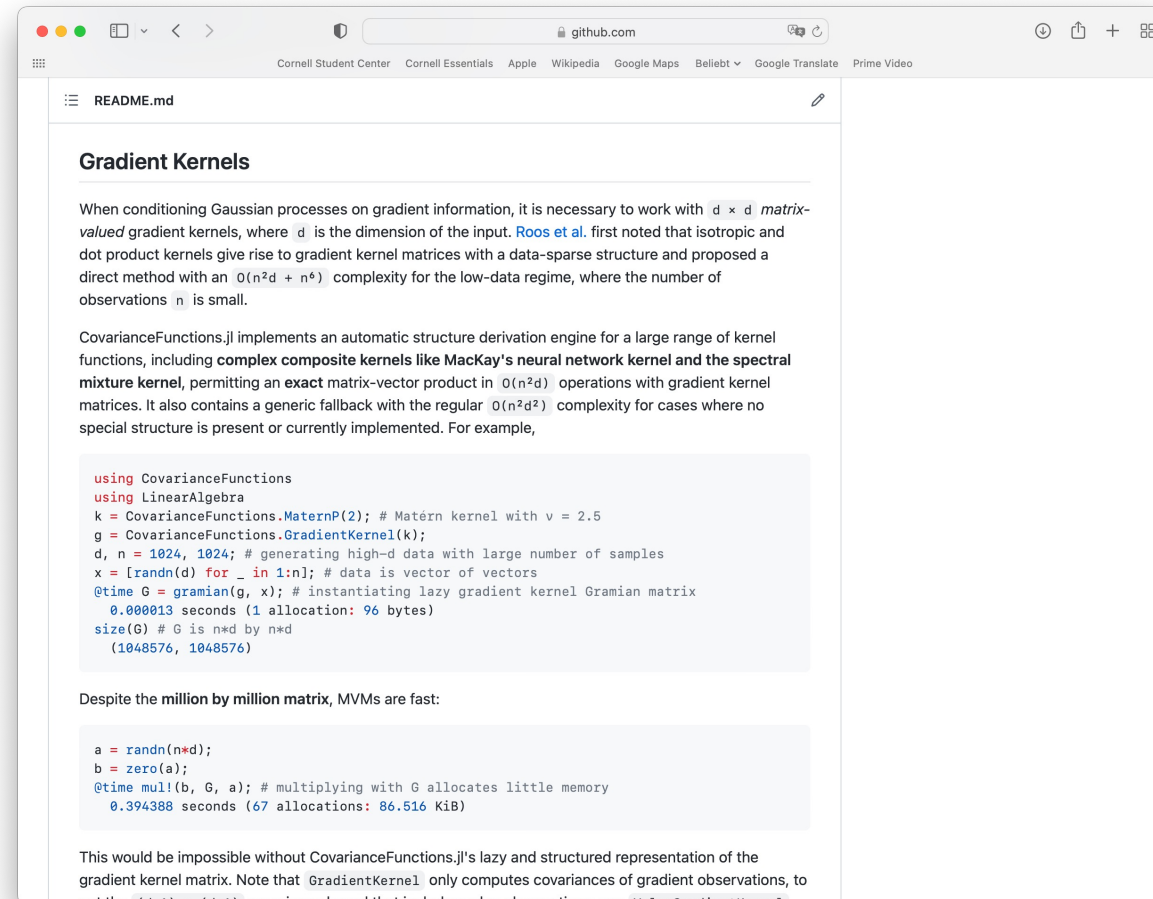 github.com
Cornell Student Center Cornell Essentials Apple Wikipedia Google Maps Beliebt Google Translate Prime Video
README.md
Gradient Kernels
When conditioning Gaussian processes on gradient information, it is necessary to work with d × d matrix-
valued gradient kernels, where d is the dimension of the input. Roos et al. first noted that isotropic and
dot product kernels give rise to gradient kernel matrices with a data-sparse structure and proposed a
direct method with an O(n²d + n⁶) complexity for the low-data regime, where the number of
observations n is small.
CovarianceFunctions.jl implements an automatic structure derivation engine for a large range of kernel
functions, including complex composite kernels like MacKay's neural network kernel and the spectral
mixture kernel, permitting an exact matrix-vector product in O(n²d) operations with gradient kernel
matrices. It also contains a generic fallback with the regular O(n²d²) complexity for cases where no
special structure is present or currently implemented. For example,
using CovarianceFunctions
using LinearAlgebra
k = CovarianceFunctions.MaternP(2); # Matérn kernel with ν = 2.5
g = CovarianceFunctions.GradientKernel(k);
d, n = 1024, 1024; # generating high-d data with large number of samples
x = [randn(d) for _ in 1:n]; # data is vector of vectors
@time G = gramian(g, x); # instantiating lazy gradient kernel Gramian matrix
0.000013 seconds (1 allocation: 96 bytes)
size(G) # G is n*d by n*d
(1048576, 1048576)
Despite the million by million matrix, MVMs are fast:
a = randn(n*d);
b = zero(a);
@time mul!(b, G, a); # multiplying with G allocates little memory
0.394388 seconds (67 allocations: 86.516 KiB)
This would be impossible without CovarianceFunctions.jl's lazy and structured representation of the
gradient kernel matrix. Note that GradientKernel only computes covariances of gradient observations, to